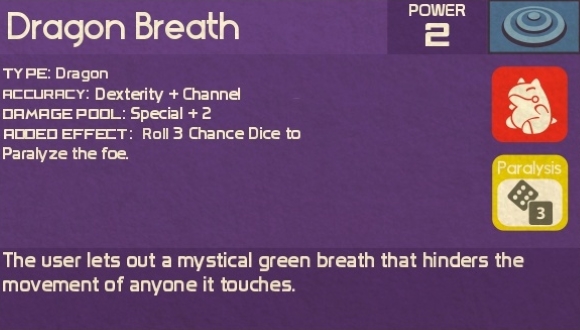 Dragon Breath
POWER
2
TYPE: Dragon
ACCURACY: Dexterity + Channel
DAMAGE POOL: Special + 2
ADDED EFFECT: Roll 3 Chance Dice to
Paralyze the foe.
Paralysis
3
The user lets out a mystical green breath that hinders the
movement of anyone it touches.